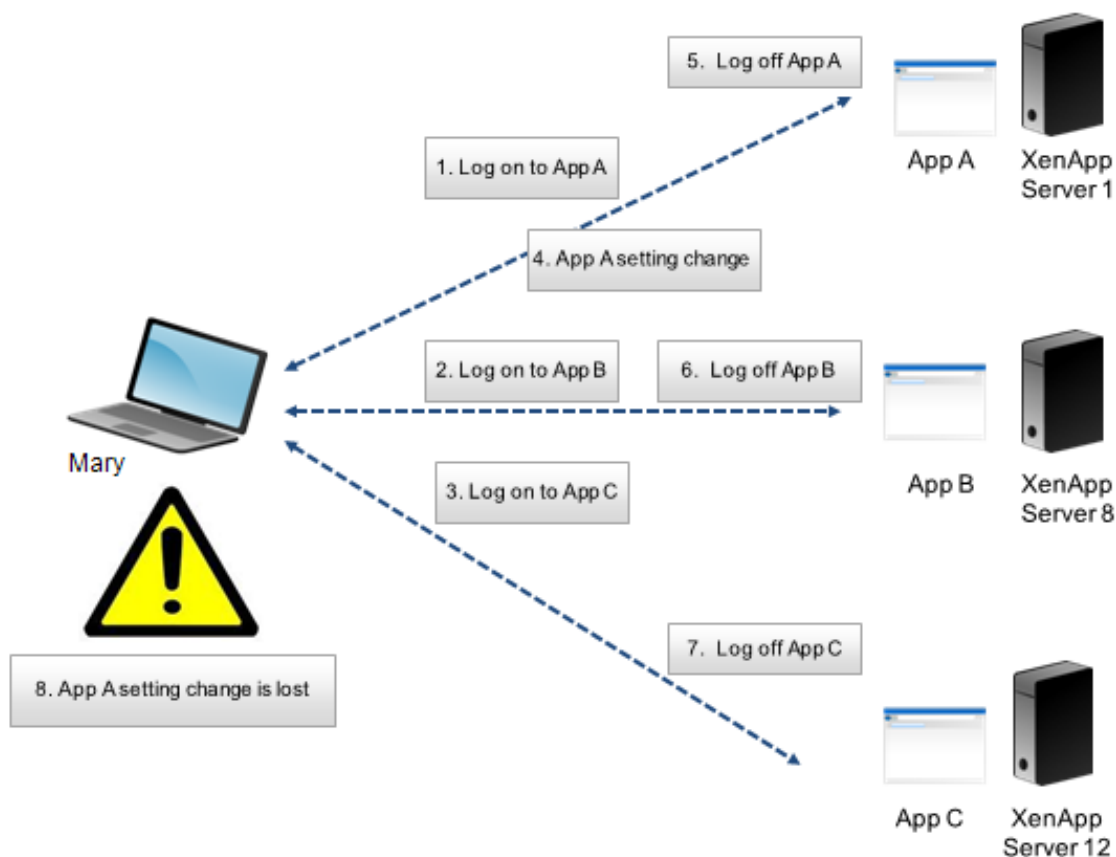 5. Log off App A
App A
XenApp
Server 1
1. Log on to App A
4. App A setting change
2. Log on to App B
6. Log off App B
Mary
App B
XenApp
Server 8
3. Log on to App C
7. Log off App C
8. App A setting change is lost
App C
XenApp
Server 12